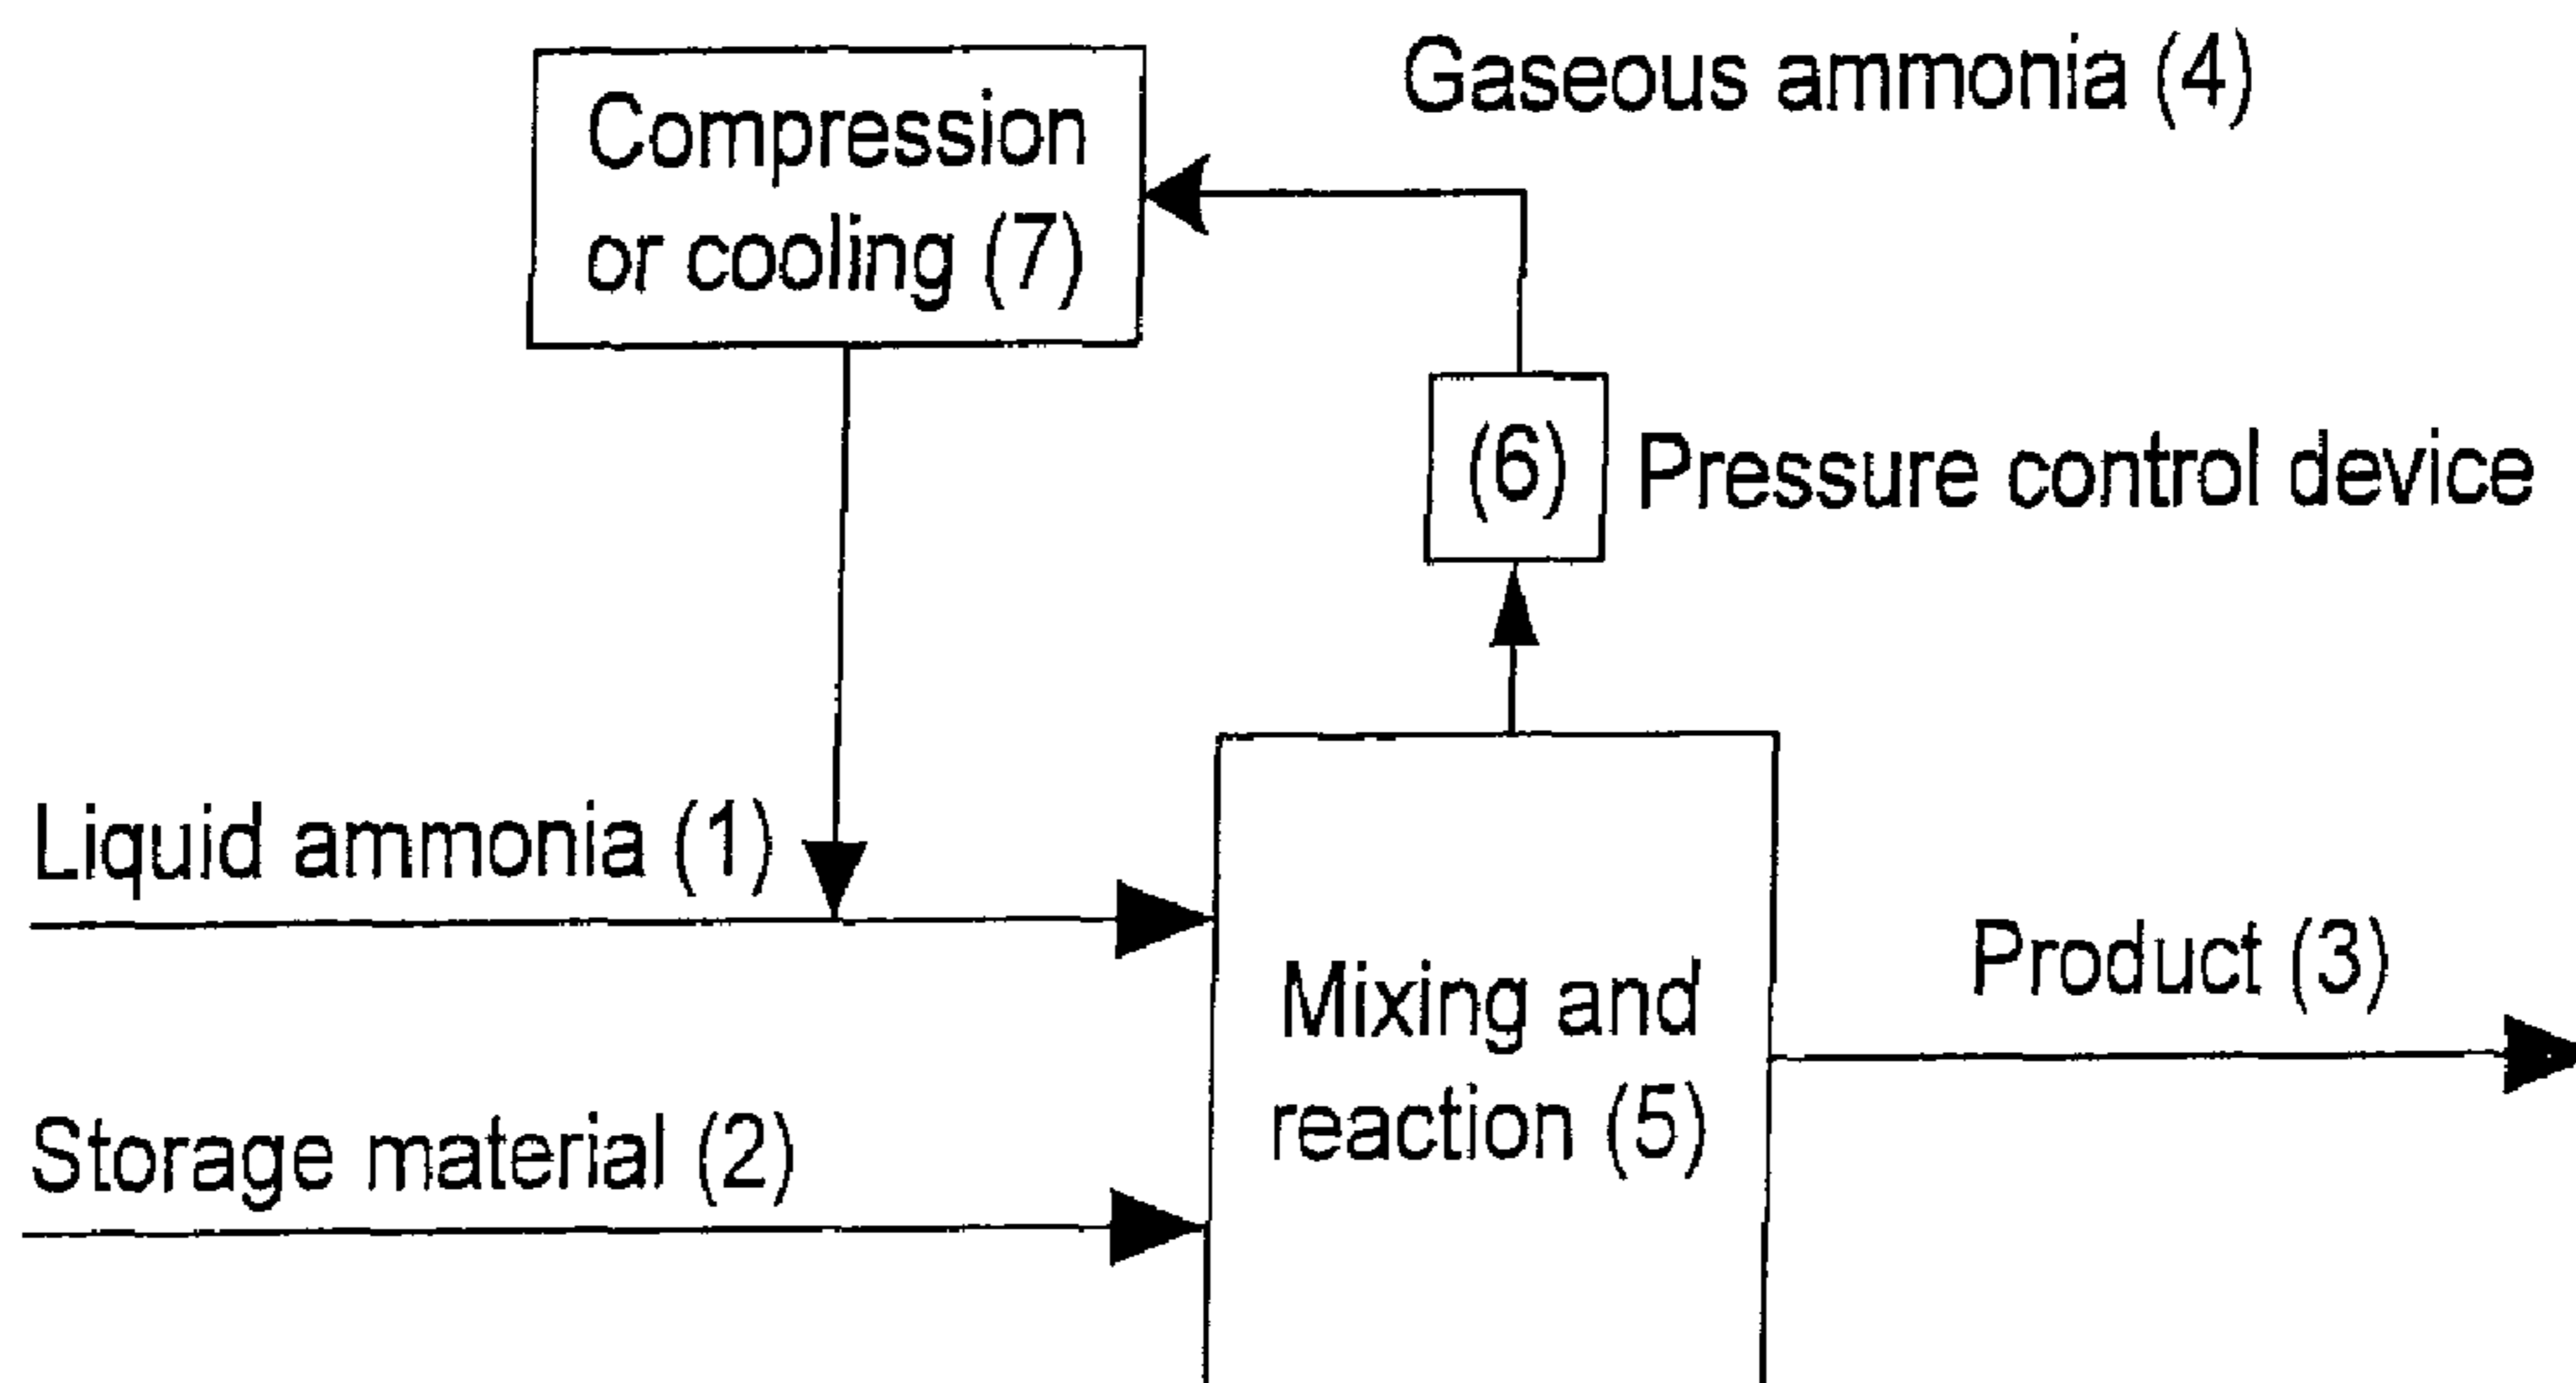 Compression
or cooling (7)
Gaseous ammonia (4)
(6)
Pressure control device
Liquid ammonia (1)
Storage material (2)
Mixing and
reaction (5)
Product (3)